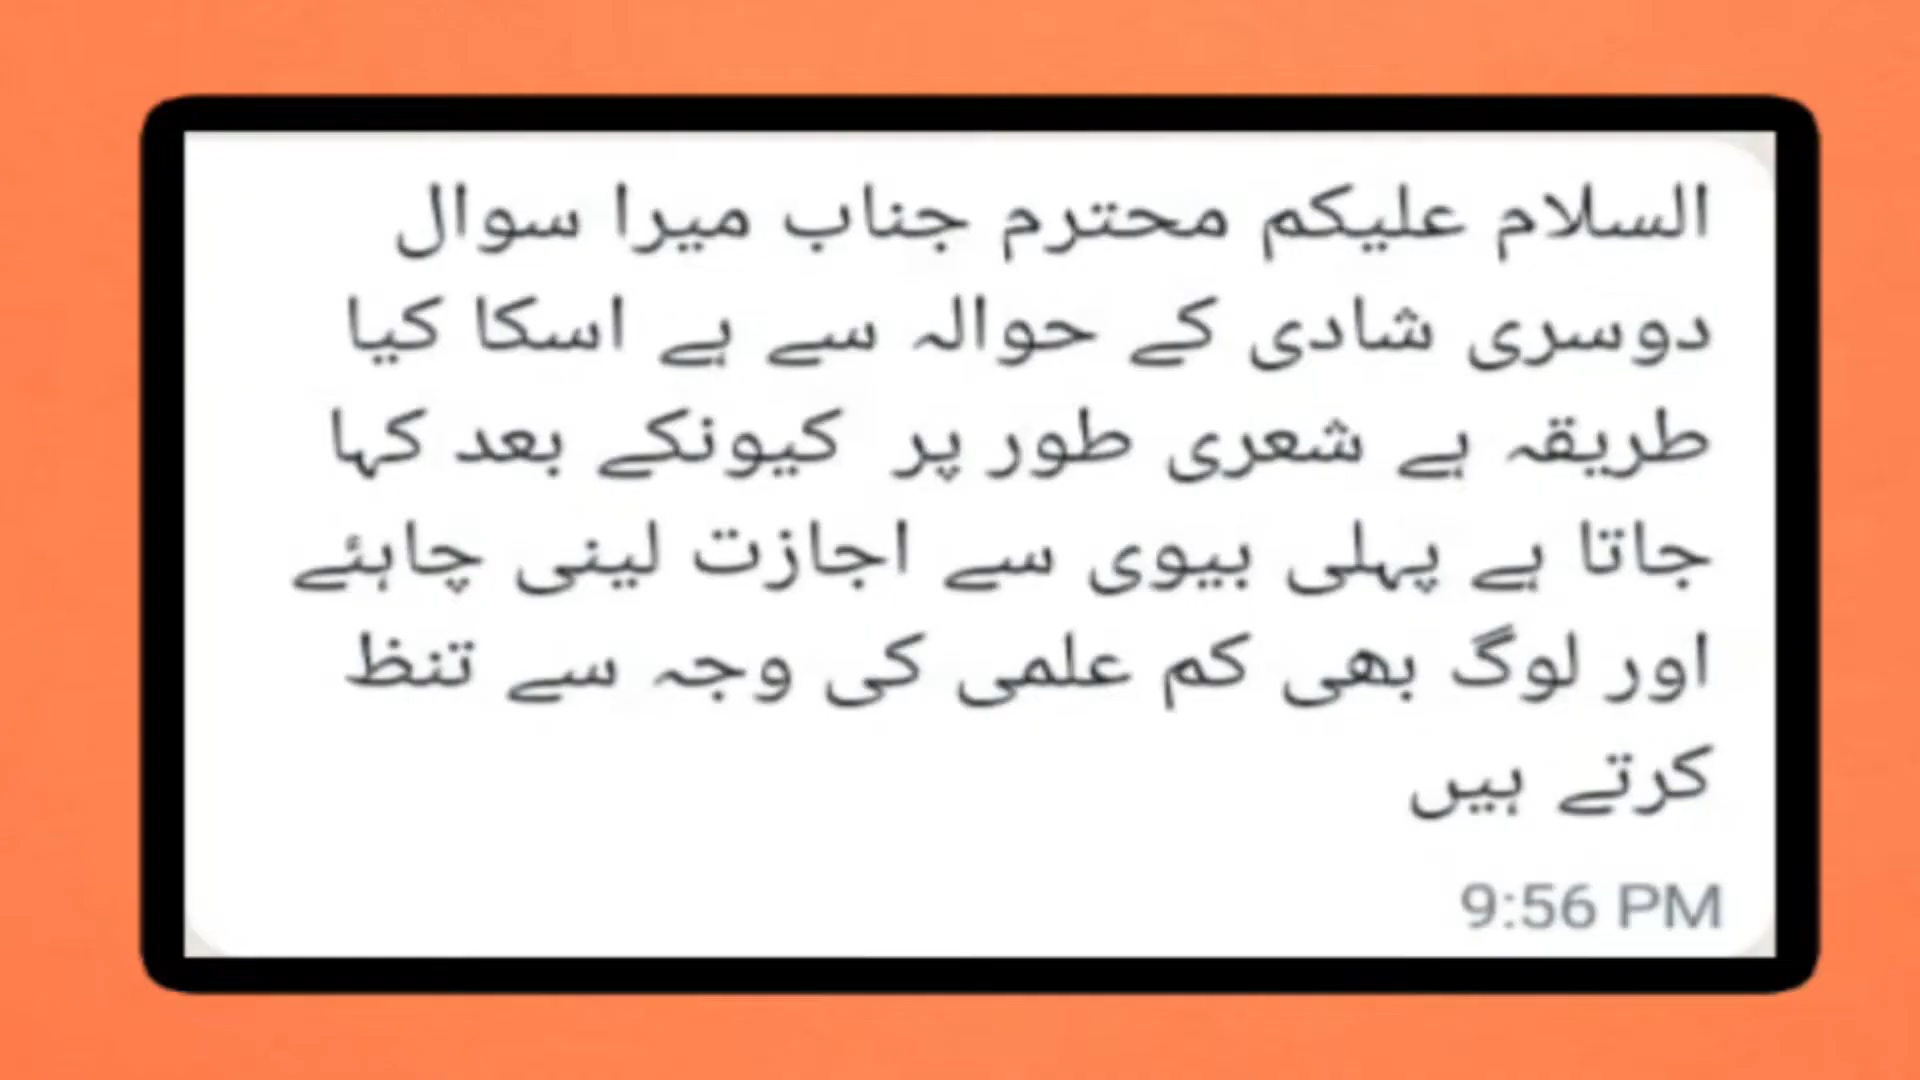 السلام علیکم محترم جناب میرا سوال
دوسری شادی کے حوالہ سے ہے اسکا کیا
طریقہ ہے شعری طور پر کیونکے بعد کہا
جاتا ہے پہلی بیوی سے اجازت لینی چاہئے
اور لوگ بھی کم علمی کی وجہ سے تنظ
کرتے ہیں
9:56 PM